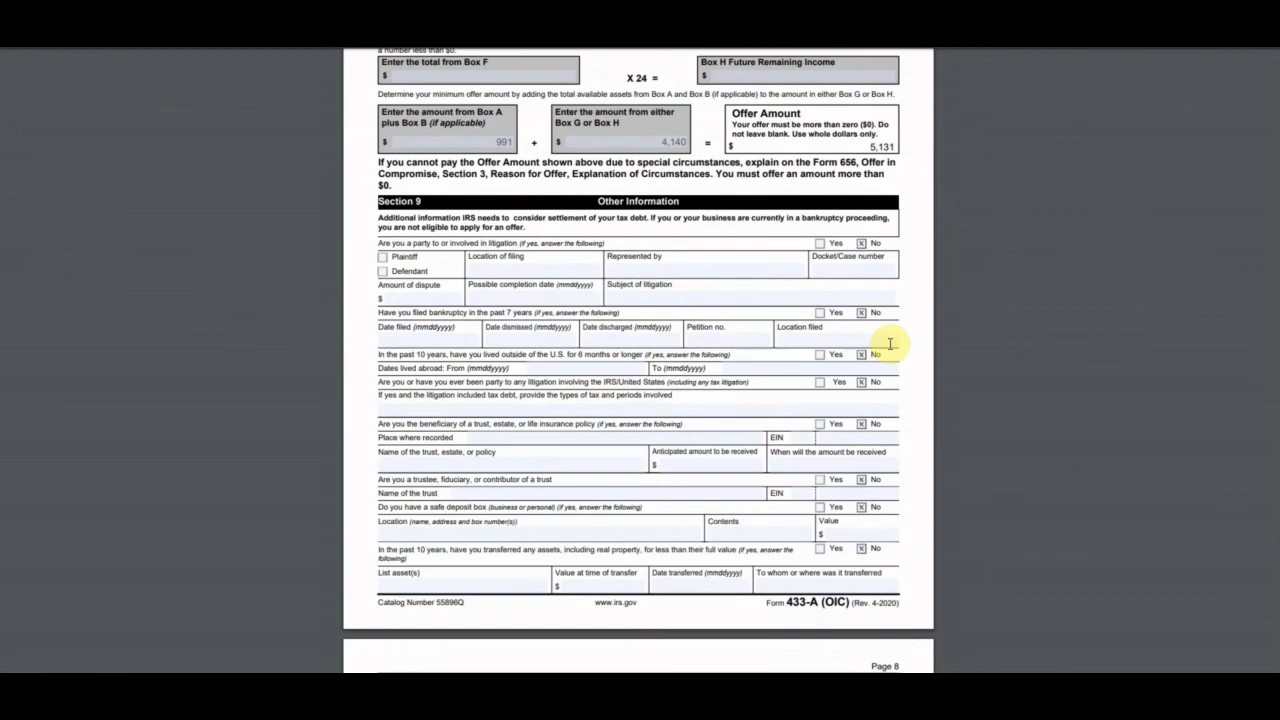 a number less than $0.
Enter the total from Box F
$
X 24 =
Box H Future Remaining Income
$
Determine your minimum offer amount by adding the total available assets from Box A and Box B (if applicable) to the amount in either Box G or Box H.
Enter the amount from Box A plus Box B (if applicable)
$ 991
+
Enter the amount from either Box G or Box H
$ 4,140
=
Offer Amount
Your offer must be more than zero ($0). Do not leave blank. Use whole dollars only.
$ 5,131
If you cannot pay the Offer Amount shown above due to special circumstances, explain on the Form 656, Offer in
Compromise, Section 3, Reason for Offer, Explanation of Circumstances. You must offer an amount more than
$0.
Section 9 Other Information
Additional information IRS needs to consider settlement of your tax debt. If you or your business are currently in a bankruptcy proceeding,
you are not eligible to apply for an offer.
Are you a party to or involved in litigation (if yes, answer the following) Yes x No
Plaintiff Location of filing Represented by Docket/Case number
Defendant
Amount of dispute Possible completion date (mmddyyyy) Subject of litigation
$
Have you filed bankruptcy in the past 7 years (if yes, answer the following) Yes x No
Date filed (mmddyyyy) Date dismissed (mmddyyyy) Date discharged (mmddyyyy) Petition no. Location filed
In the past 10 years, have you lived outside of the U.S. for 6 months or longer (if yes, answer the following) Yes x No
Dates lived abroad: From (mmddyyyy) To (mmddyyyy)
Are you or have you ever been party to any litigation involving the IRS/United States (including any tax litigation) Yes x No
If yes and the litigation included tax debt, provide the types of tax and periods involved
Are you the beneficiary of a trust, estate, or life insurance policy (if yes, answer the following) Yes x No
Place where recorded EIN
Name of the trust, estate, or policy Anticipated amount to be received When will the amount be received
$
Are you a trustee, fiduciary, or contributor of a trust Yes x No
Name of the trust EIN
Do you have a safe deposit box (business or personal) (if yes, answer the following) Yes x No
Location (name, address and box number(s)) Contents Value
$
In the past 10 years, have you transferred any assets, including real property, for less than their full value (if yes, answer the Yes x No
following)
List asset(s) Value at time of transfer Date transferred (mmddyyyy) To whom or where was it transferred
$
Catalog Number 55896Q www.irs.gov Form 433-A (OIC) (Rev. 4-2020)
Page 8